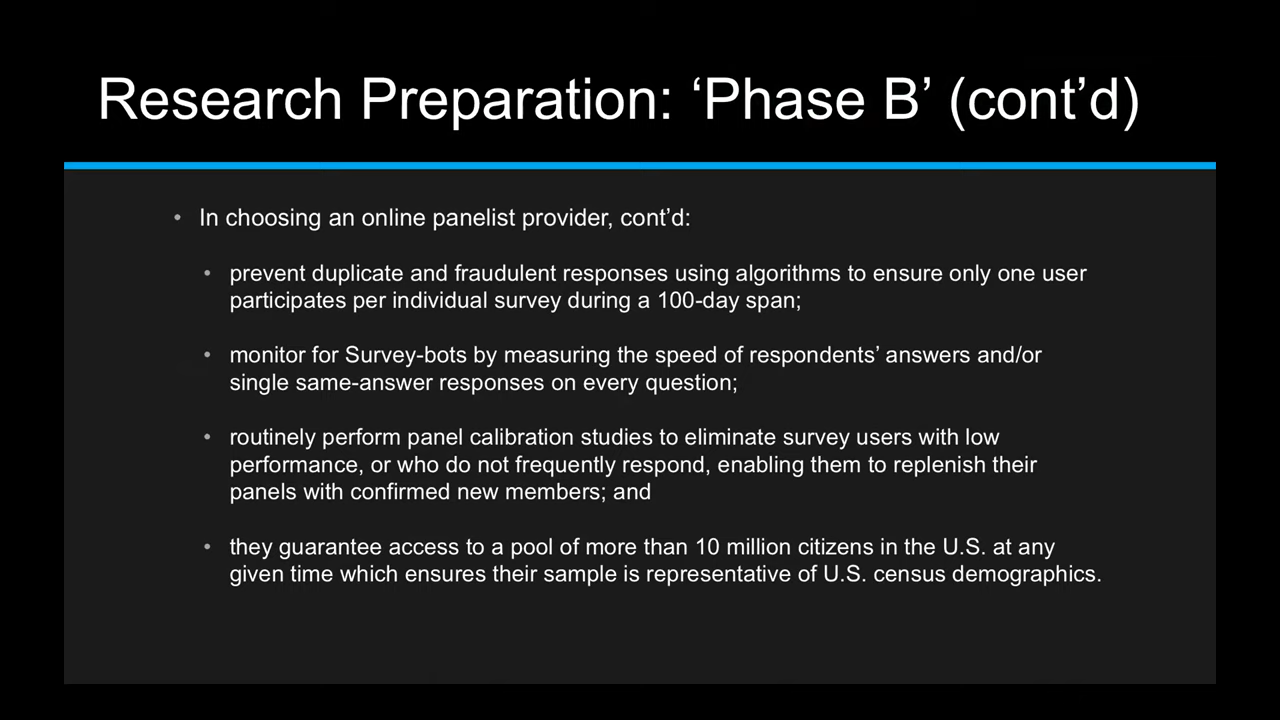 Research Preparation: ‘Phase B’ (cont’d)
• In choosing an online panelist provider, cont’d:
• prevent duplicate and fraudulent responses using algorithms to ensure only one user
participates per individual survey during a 100-day span;
• monitor for Survey-bots by measuring the speed of respondents’ answers and/or
single same-answer responses on every question;
• routinely perform panel calibration studies to eliminate survey users with low
performance, or who do not frequently respond, enabling them to replenish their
panels with confirmed new members; and
• they guarantee access to a pool of more than 10 million citizens in the U.S. at any
given time which ensures their sample is representative of U.S. census demographics.